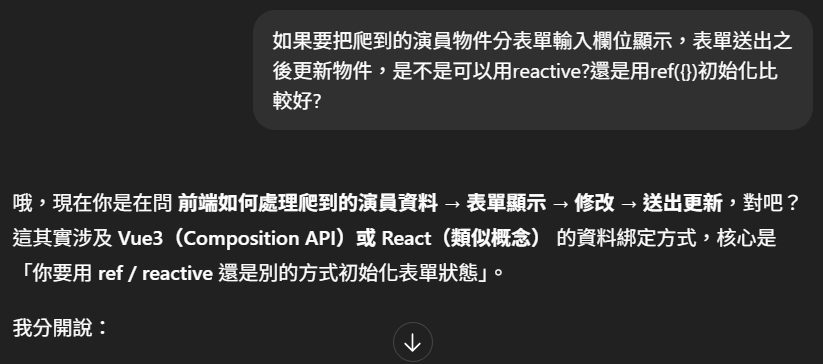 如果要把爬到的演員物件分表單輸入欄位顯示，表單送出之
後更新物件，是不是可以用reactive?還是用ref({})初始化比
較好?
哦，現在你是在問 前端如何處理爬到的演員資料 → 表單顯示 → 修改 → 送出更新，對吧？
這其實涉及 Vue3（Composition API）或 React（類似概念） 的資料綁定方式，核心是
「你要用 ref / reactive 還是別的方式初始化表單狀態」。
我分開說：